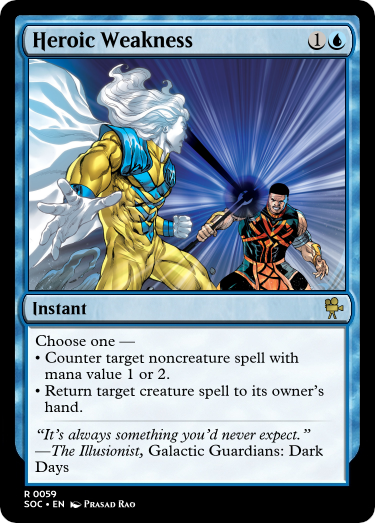 Heroic Weakness 1
Instant
Choose one —
• Counter target noncreature spell with
mana value 1 or 2.
• Return target creature spell to its owner's
hand.
“It's always something you'd never expect.”
—The Illusionist, Galactic Guardians: Dark
Days
R 0059
SOC • EN Prasad Rao